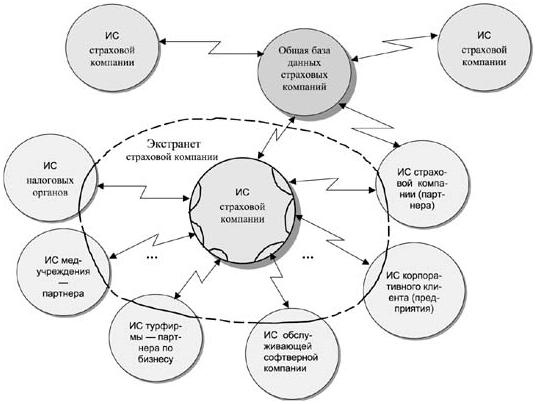 ИС
страховой
компании
Общая база
данных
страховых
компаний
ИС
страховой
компании
Экстранет
страховой компании
ИС
налоговых
органов
ИС
страховой
компании
ИС страхо-
вой компа-
нии (парт-
нера)
ИС мед-
учреждения
—
партнера
...
...
ИС корпора-
тивного кли-
ента (пред-
приятия)
ИС турфир-
мы — парт-
нера по
бизнесу
ИС обслу-
живающей
софтверной
компании